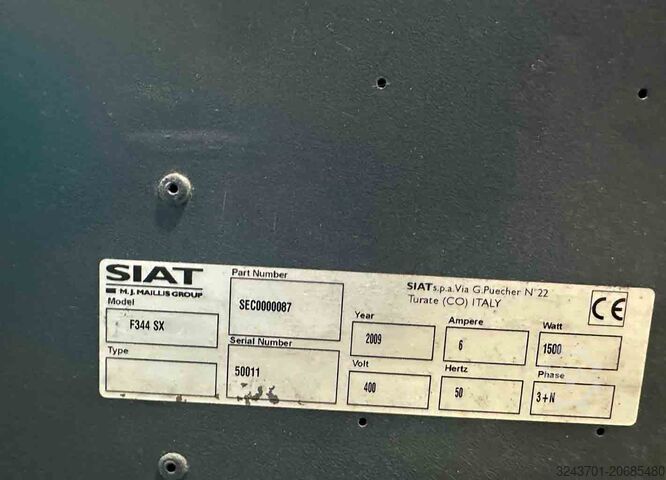 SIAT
M.J. MAILLIS GROUP
Model
F344 SX
Type
Part Number
SEC0000087
Serial Number
50011
SIAT s.p.a. Via G.Puecher N°22
Turate (CO) ITALY
CE
Year
2009
Ampere
6
Watt
1500
Volt
400
Hertz
50
Phase
3+N
3243701-20685480